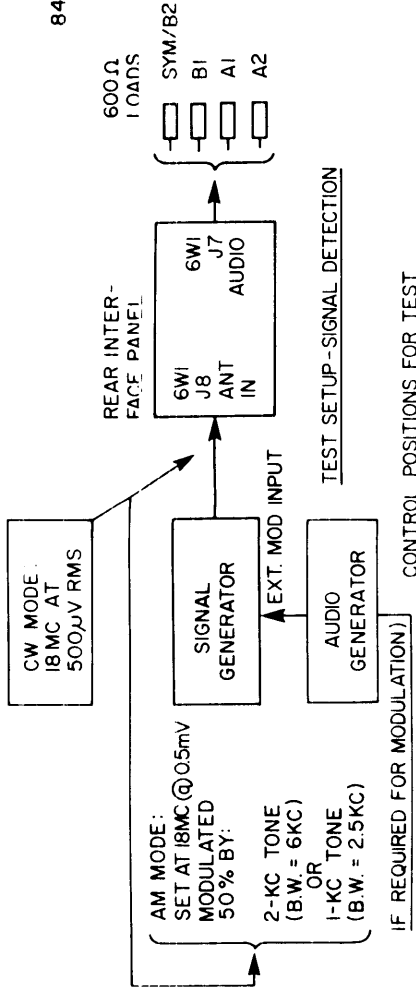 84
CW MODE:
18 MC AT
500μV RMS
AM MODE:
SET AT 18MC @ 0.5mV
MODULATED
50% BY:
2-KC TONE
(B.W. = 6KC)
OR
1-KC TONE
(B.W. = 2.5KC)
SIGNAL
GENERATOR
EXT. MOD INPUT
AUDIO
GENERATOR
IF REQUIRED FOR MODULATION)
REAR INTER-
FACE PANEL
6W1
J8
ANT
IN
6W1
J7
AUDIO
600Ω
LOADS
SYM/B2
B1
A1
A2
TEST SETUP-SIGNAL DETECTION
CONTROL POSITIONS FOR TEST